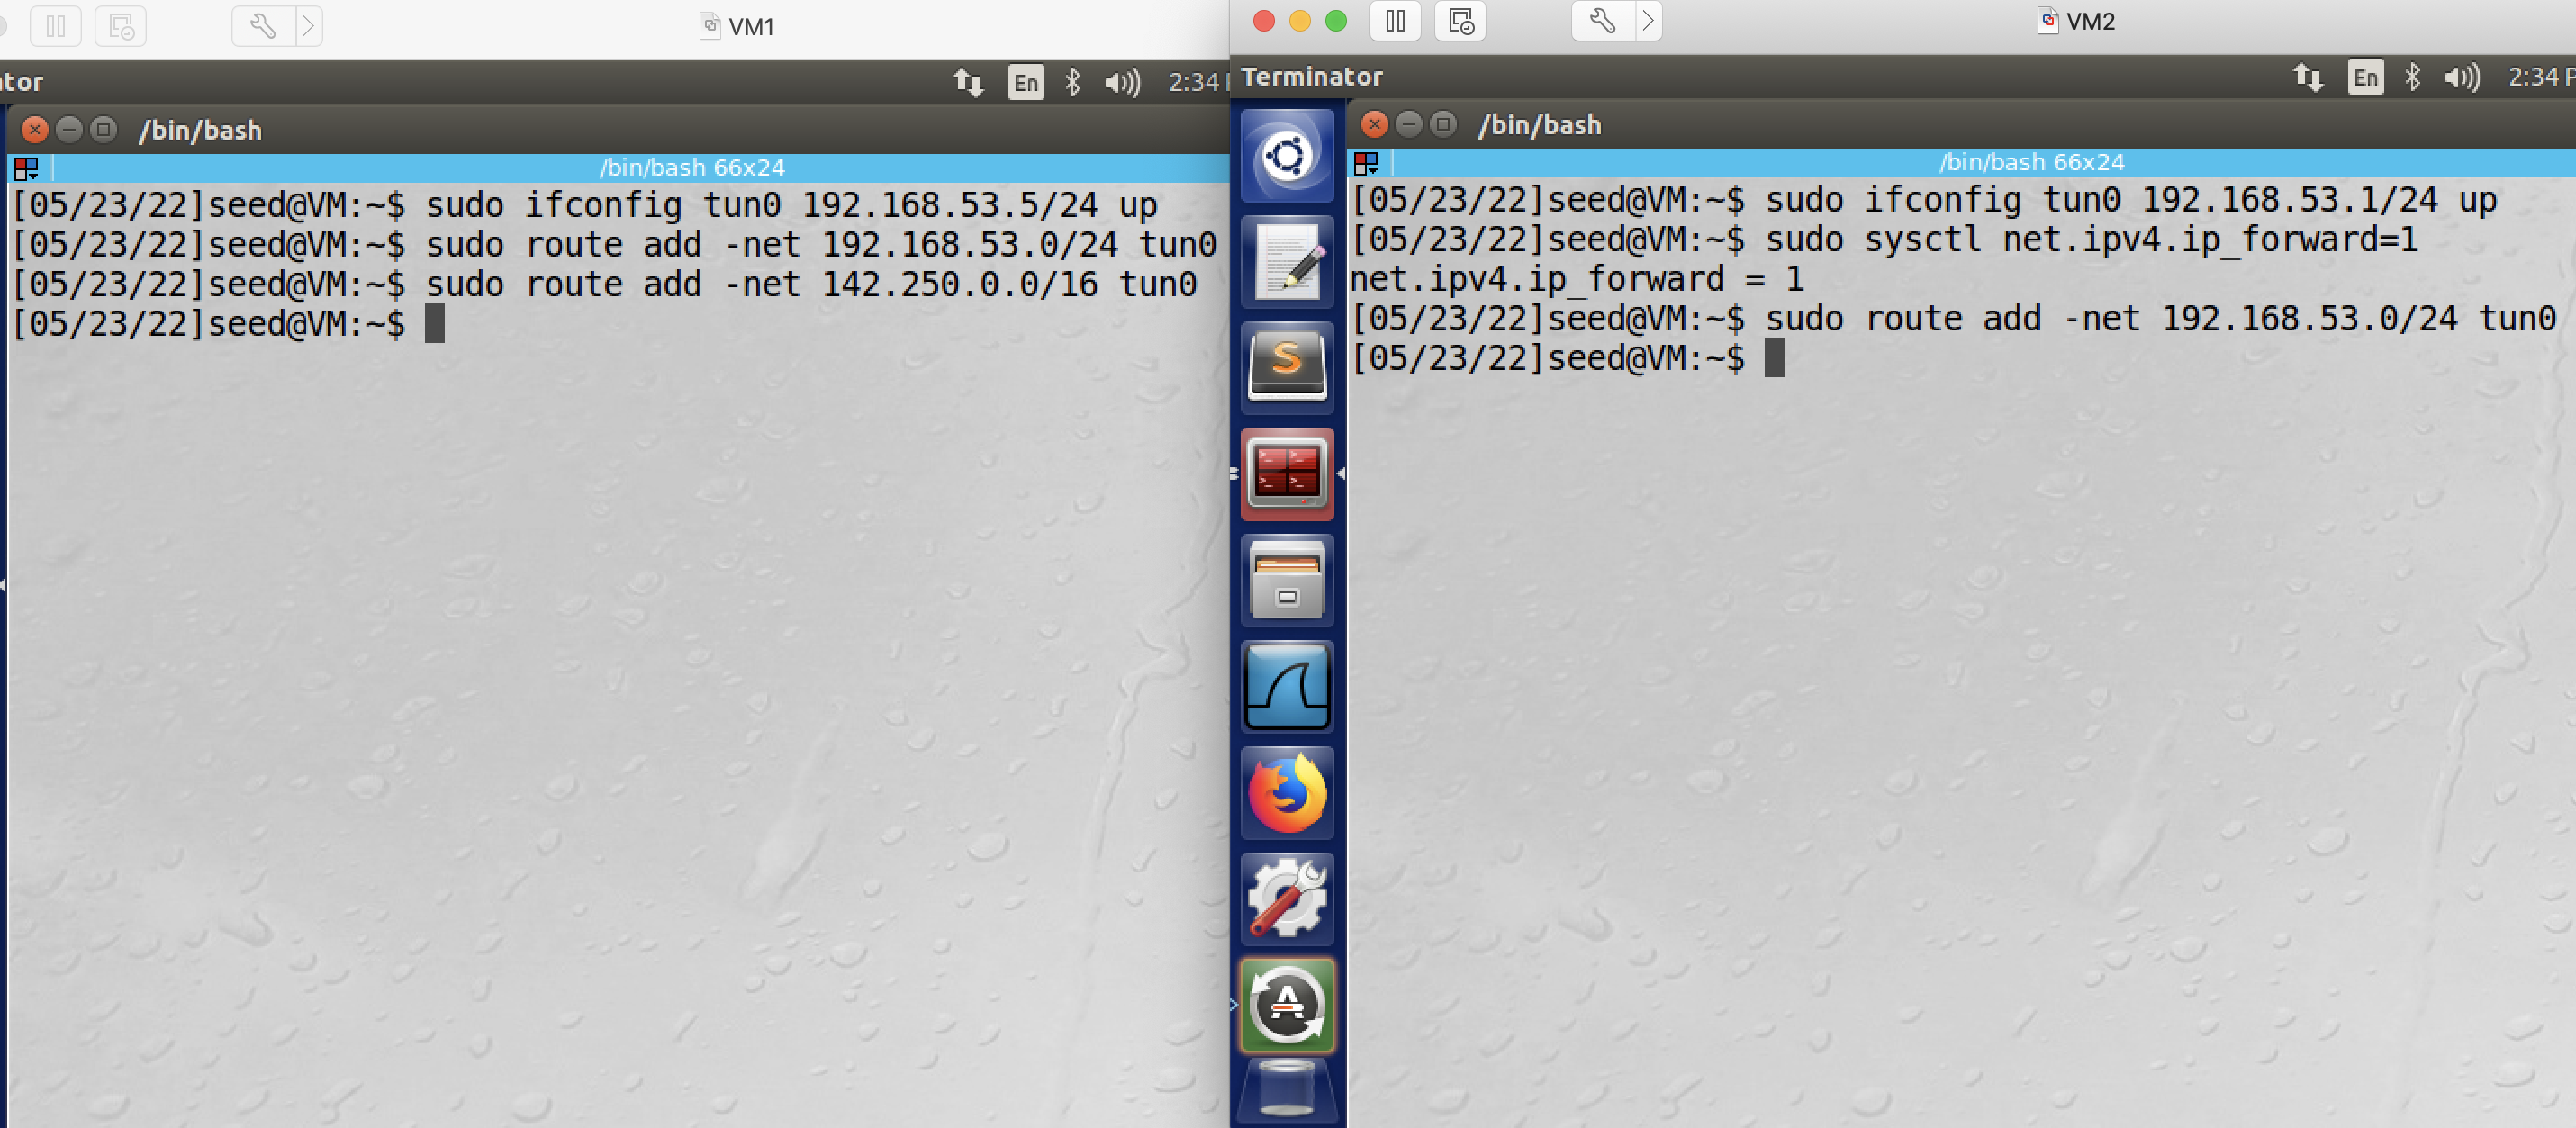 VM1
ator
En
2:34
/bin/bash
/bin/bash 66x24
[05/23/22]seed@VM:~$ sudo ifconfig tun0 192.168.53.5/24 up
[05/23/22]seed@VM:~$ sudo route add -net 192.168.53.0/24 tun0
[05/23/22]seed@VM:~$ sudo route add -net 142.250.0.0/16 tun0
[05/23/22]seed@VM:~$
VM2
Terminator
En
2:34 P
/bin/bash
/bin/bash 66x24
[05/23/22]seed@VM:~$ sudo ifconfig tun0 192.168.53.1/24 up
[05/23/22]seed@VM:~$ sudo sysctl net.ipv4.ip_forward=1
net.ipv4.ip_forward = 1
[05/23/22]seed@VM:~$ sudo route add -net 192.168.53.0/24 tun0
[05/23/22]seed@VM:~$